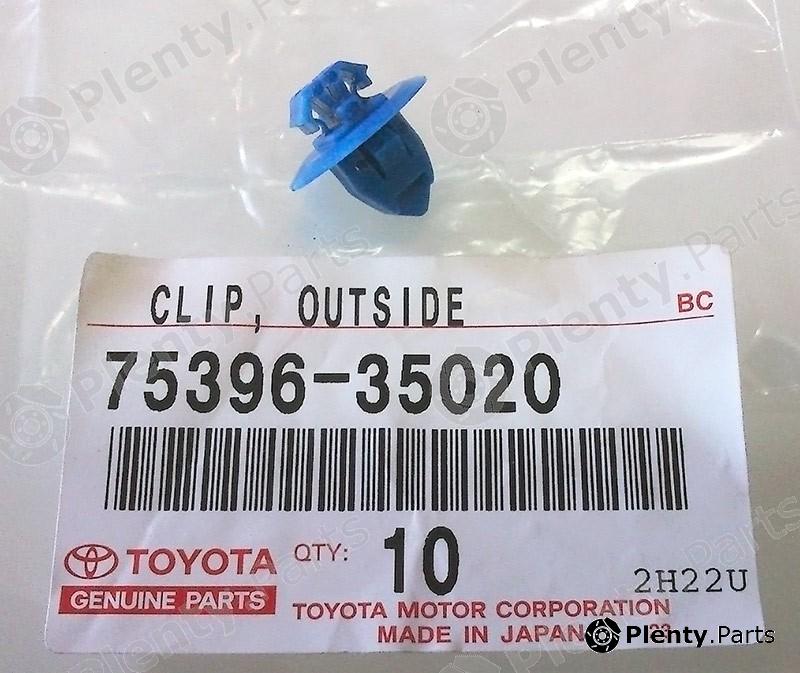 CLIP, OUTSIDE
BC
75396-35020
TOYOTA QTY: 10
GENUINE PARTS
2H22U
TOYOTA MOTOR CORPORATION
MADE IN JAPAN
Plenty.Parts